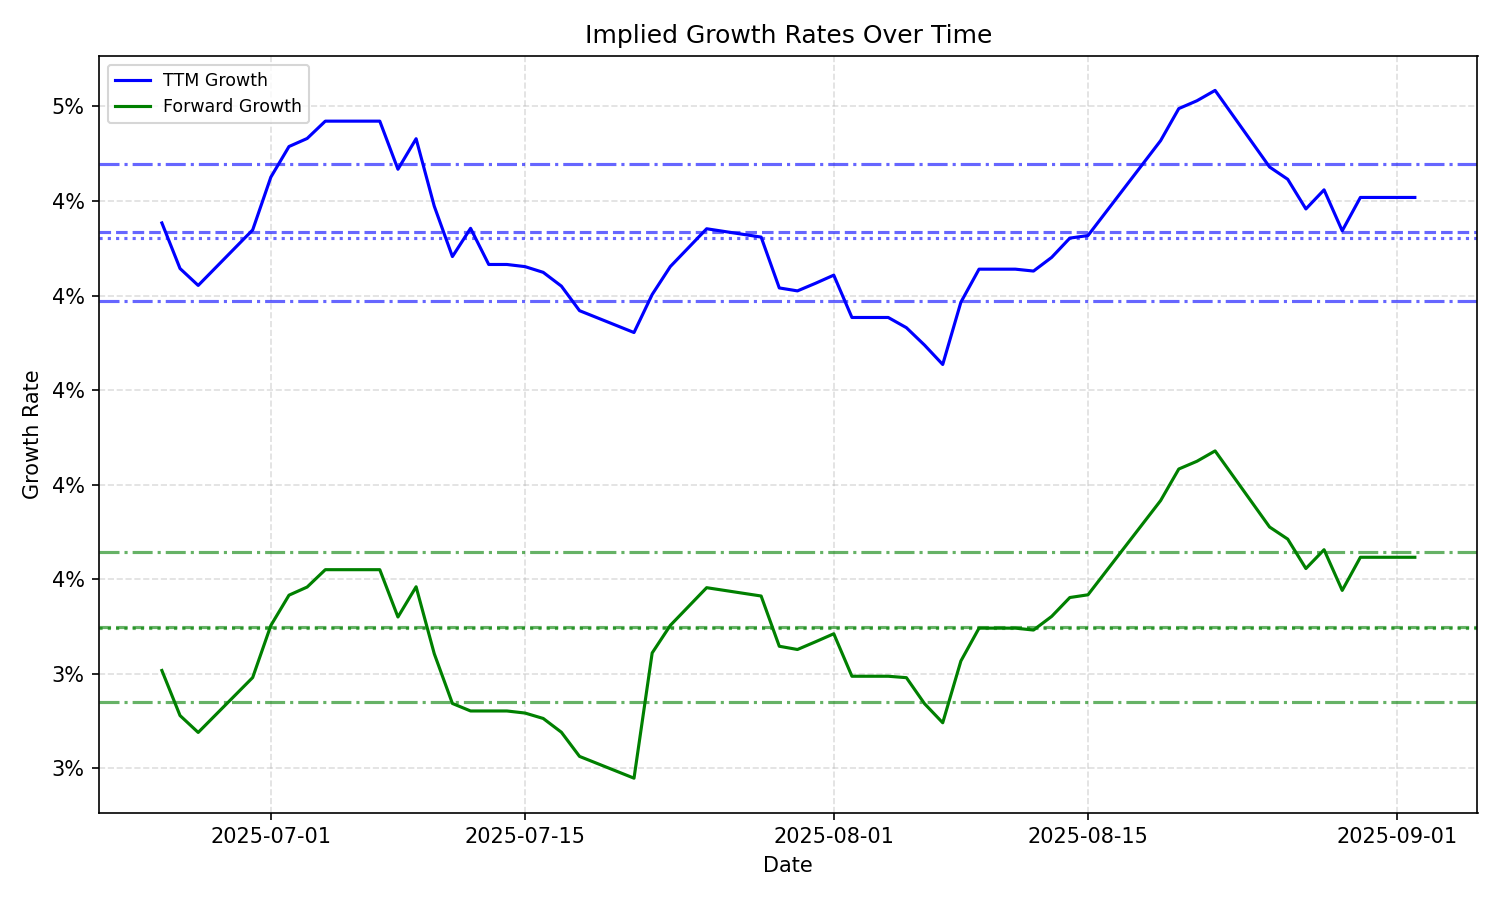 Implied Growth Rates Over Time
TTM Growth
Forward Growth
5%
4%
4%
4%
4%
4%
3%
3%
Growth Rate
2025-07-01
2025-07-15
2025-08-01
2025-08-15
2025-09-01
Date